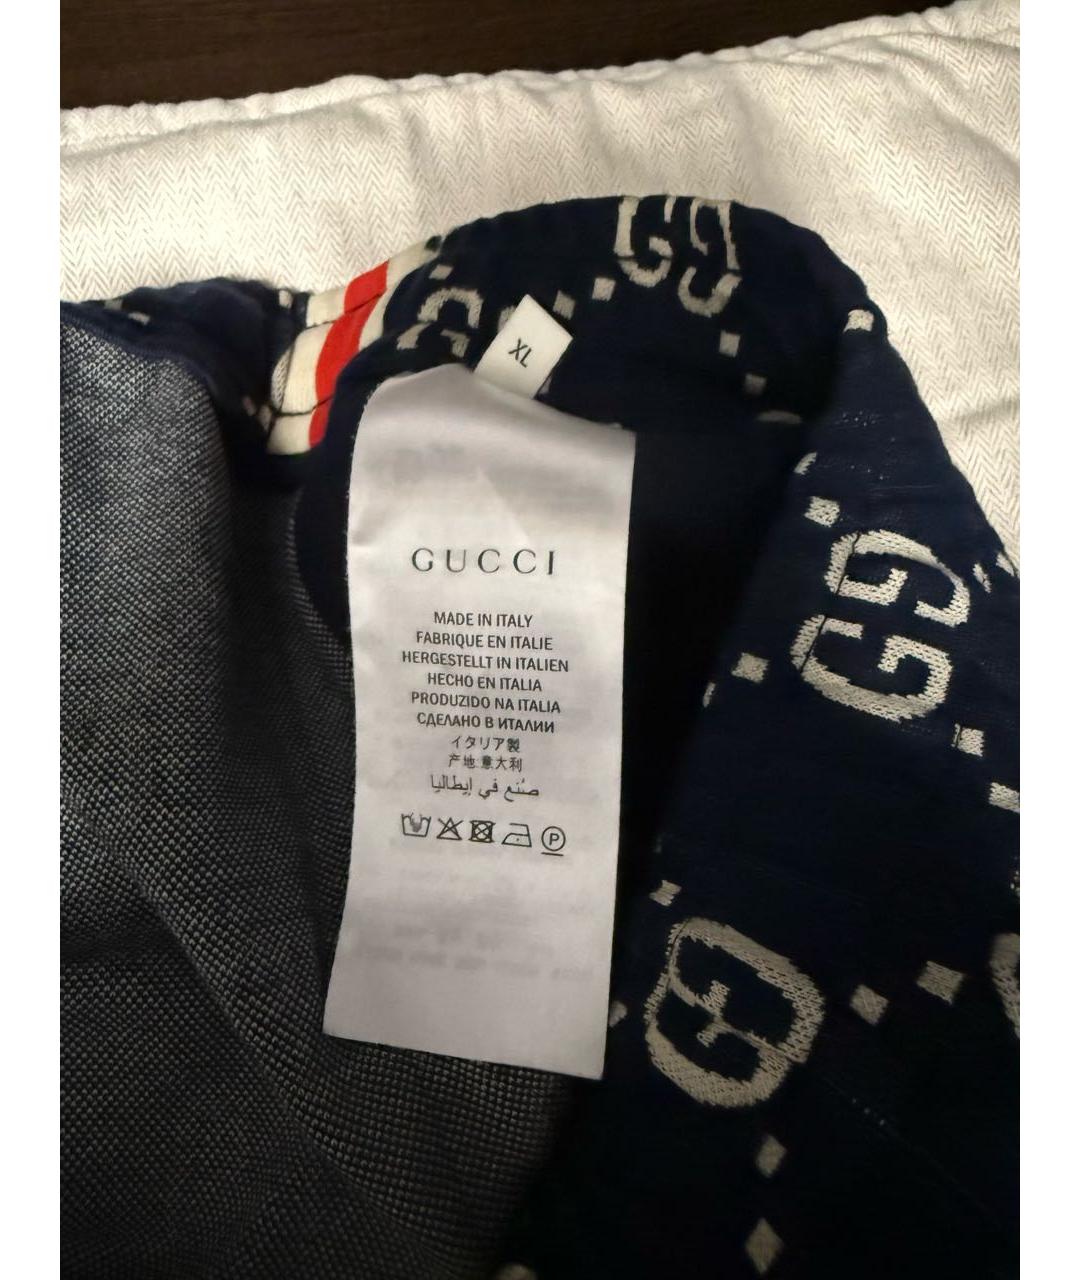 XL
GUCCI
MADE IN ITALY
FABRIQUE EN ITALIE
HERGESTELLT IN ITALIEN
HECHO EN ITALIA
PRODUZIDO NA ITALIA
СДЕЛАНО В ИТАЛИИ
イタリア製
产地 意大利
صُنع في إيطاليا
P